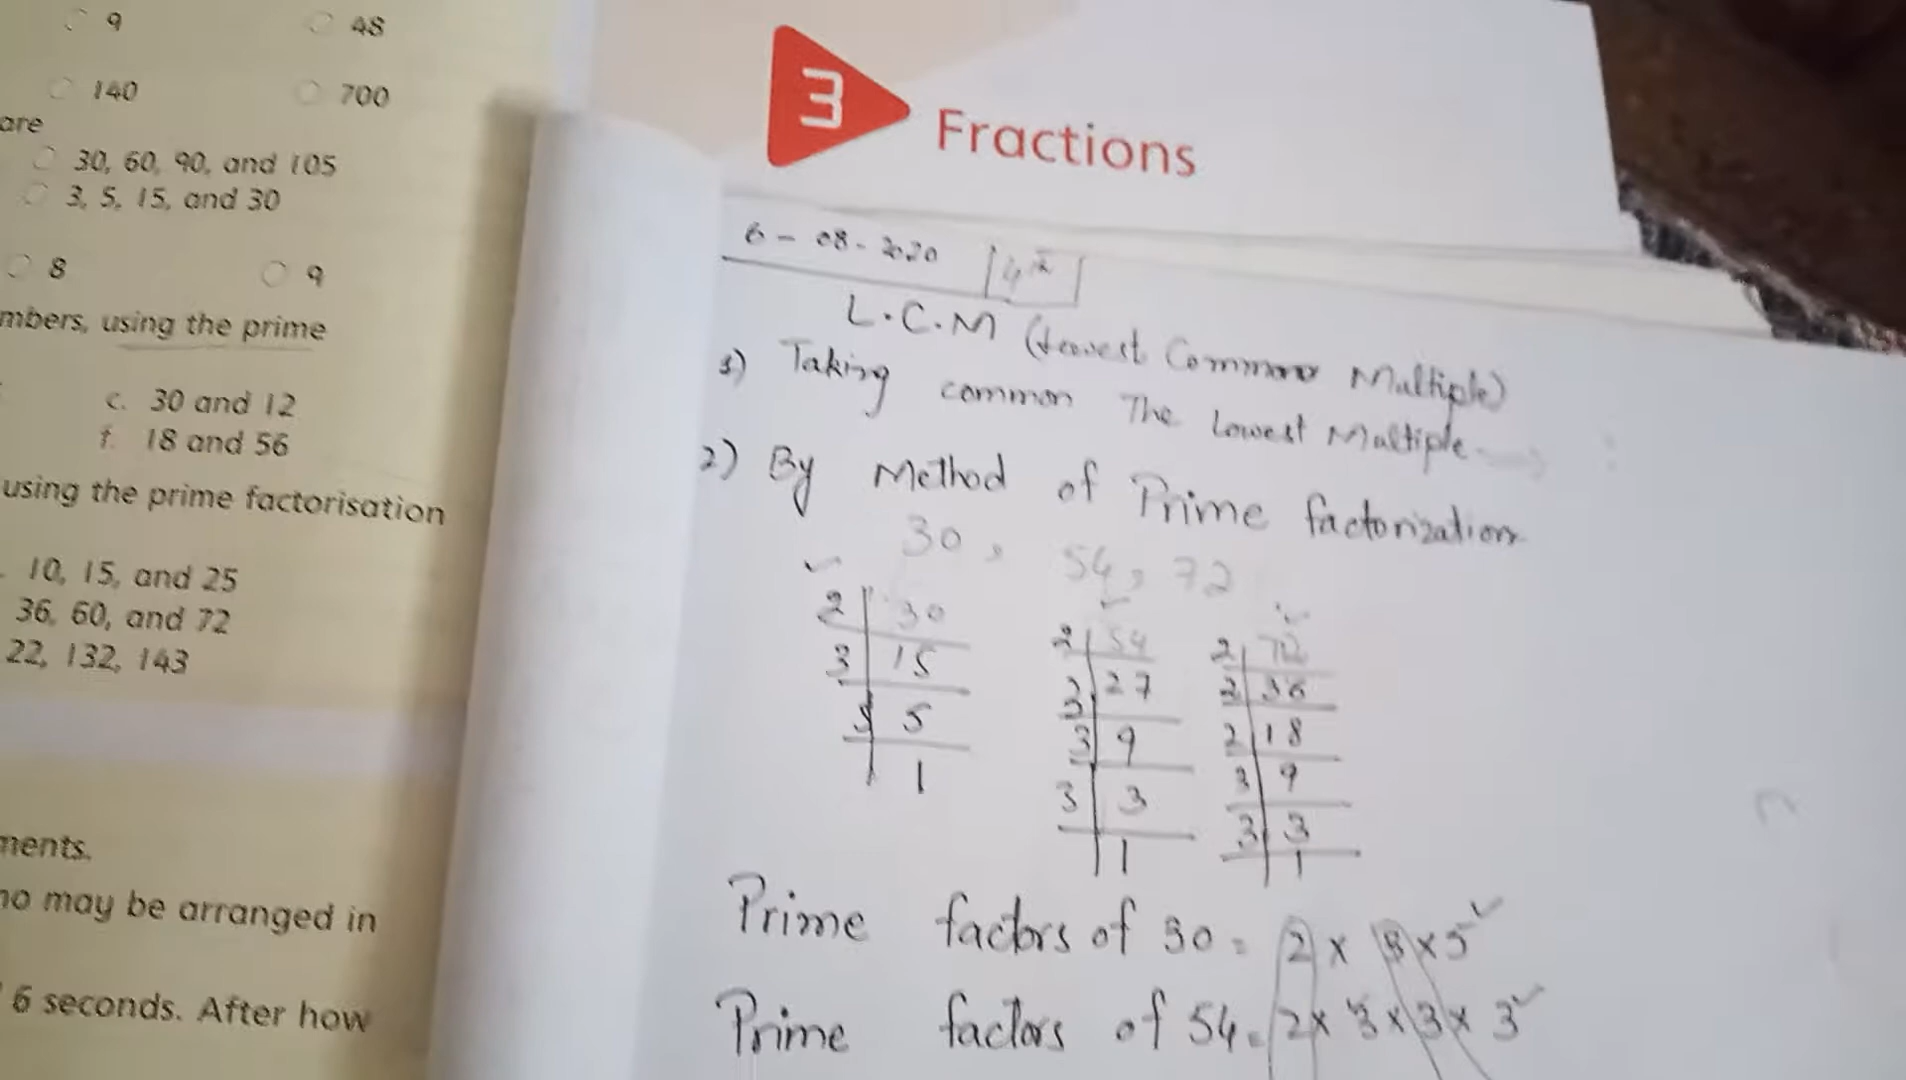 9 48
140 700
are
30, 60, 90, and 105
3, 5, 15, and 30
8 9
mbers, using the prime
c. 30 and 12
f. 18 and 56
using the prime factorisation
10, 15, and 25
36, 60, and 72
22, 132, 143
ments.
no may be arranged in
6 seconds. After how
3 Fractions
6 - 08 - 2020
L.C.M (Lowest Common Multiple)
1) Taking common The Lowest Multiple
2) By Method of Prime factorization
30, 54, 72
2 30
3 15
5 5
1
2 54
3 27
3 9
3 3
1
2 72
2 36
2 18
3 9
3 3
1
Prime factors of 30 = 2 x 3 x 5
Prime factors of 54 = 2 x 3 x 3 x 3